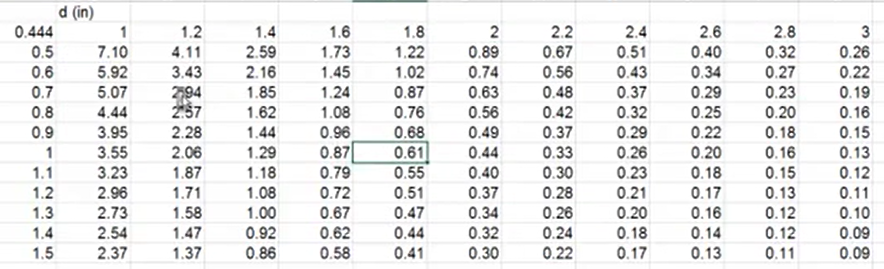 d (in)
0.444 1 1.2 1.4 1.6 1.8 2 2.2 2.4 2.6 2.8 3
0.5 7.10 4.11 2.59 1.73 1.22 0.89 0.67 0.51 0.40 0.32 0.26
0.6 5.92 3.43 2.16 1.45 1.02 0.74 0.56 0.43 0.34 0.27 0.22
0.7 5.07 2.94 1.85 1.24 0.87 0.63 0.48 0.37 0.29 0.23 0.19
0.8 4.44 2.57 1.62 1.08 0.76 0.56 0.42 0.32 0.25 0.20 0.16
0.9 3.95 2.28 1.44 0.96 0.68 0.49 0.37 0.29 0.22 0.18 0.15
1 3.55 2.06 1.29 0.87 0.61 0.44 0.33 0.26 0.20 0.16 0.13
1.1 3.23 1.87 1.18 0.79 0.55 0.40 0.30 0.23 0.18 0.15 0.12
1.2 2.96 1.71 1.08 0.72 0.51 0.37 0.28 0.21 0.17 0.13 0.11
1.3 2.73 1.58 1.00 0.67 0.47 0.34 0.26 0.20 0.16 0.12 0.10
1.4 2.54 1.47 0.92 0.62 0.44 0.32 0.24 0.18 0.14 0.12 0.09
1.5 2.37 1.37 0.86 0.58 0.41 0.30 0.22 0.17 0.13 0.11 0.09